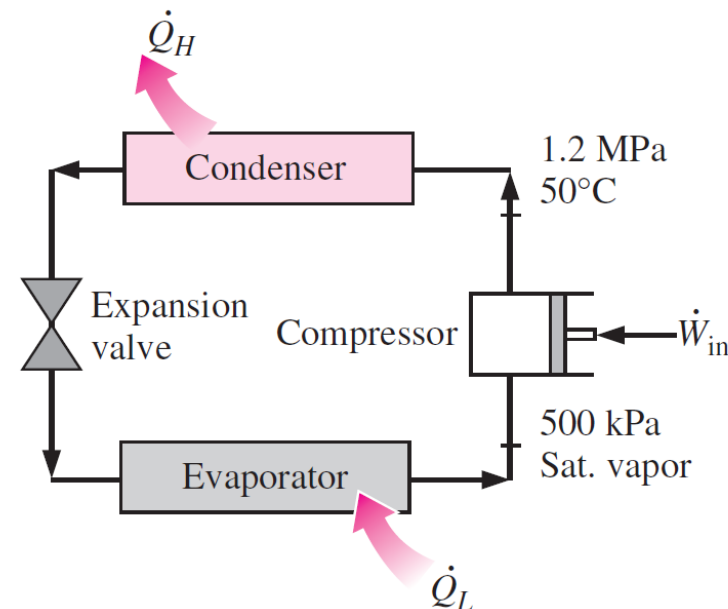 Q̇H
Condenser
1.2 MPa
50°C
Expansion
valve
Compressor
Ẇin
500 kPa
Sat. vapor
Evaporator
Q̇L